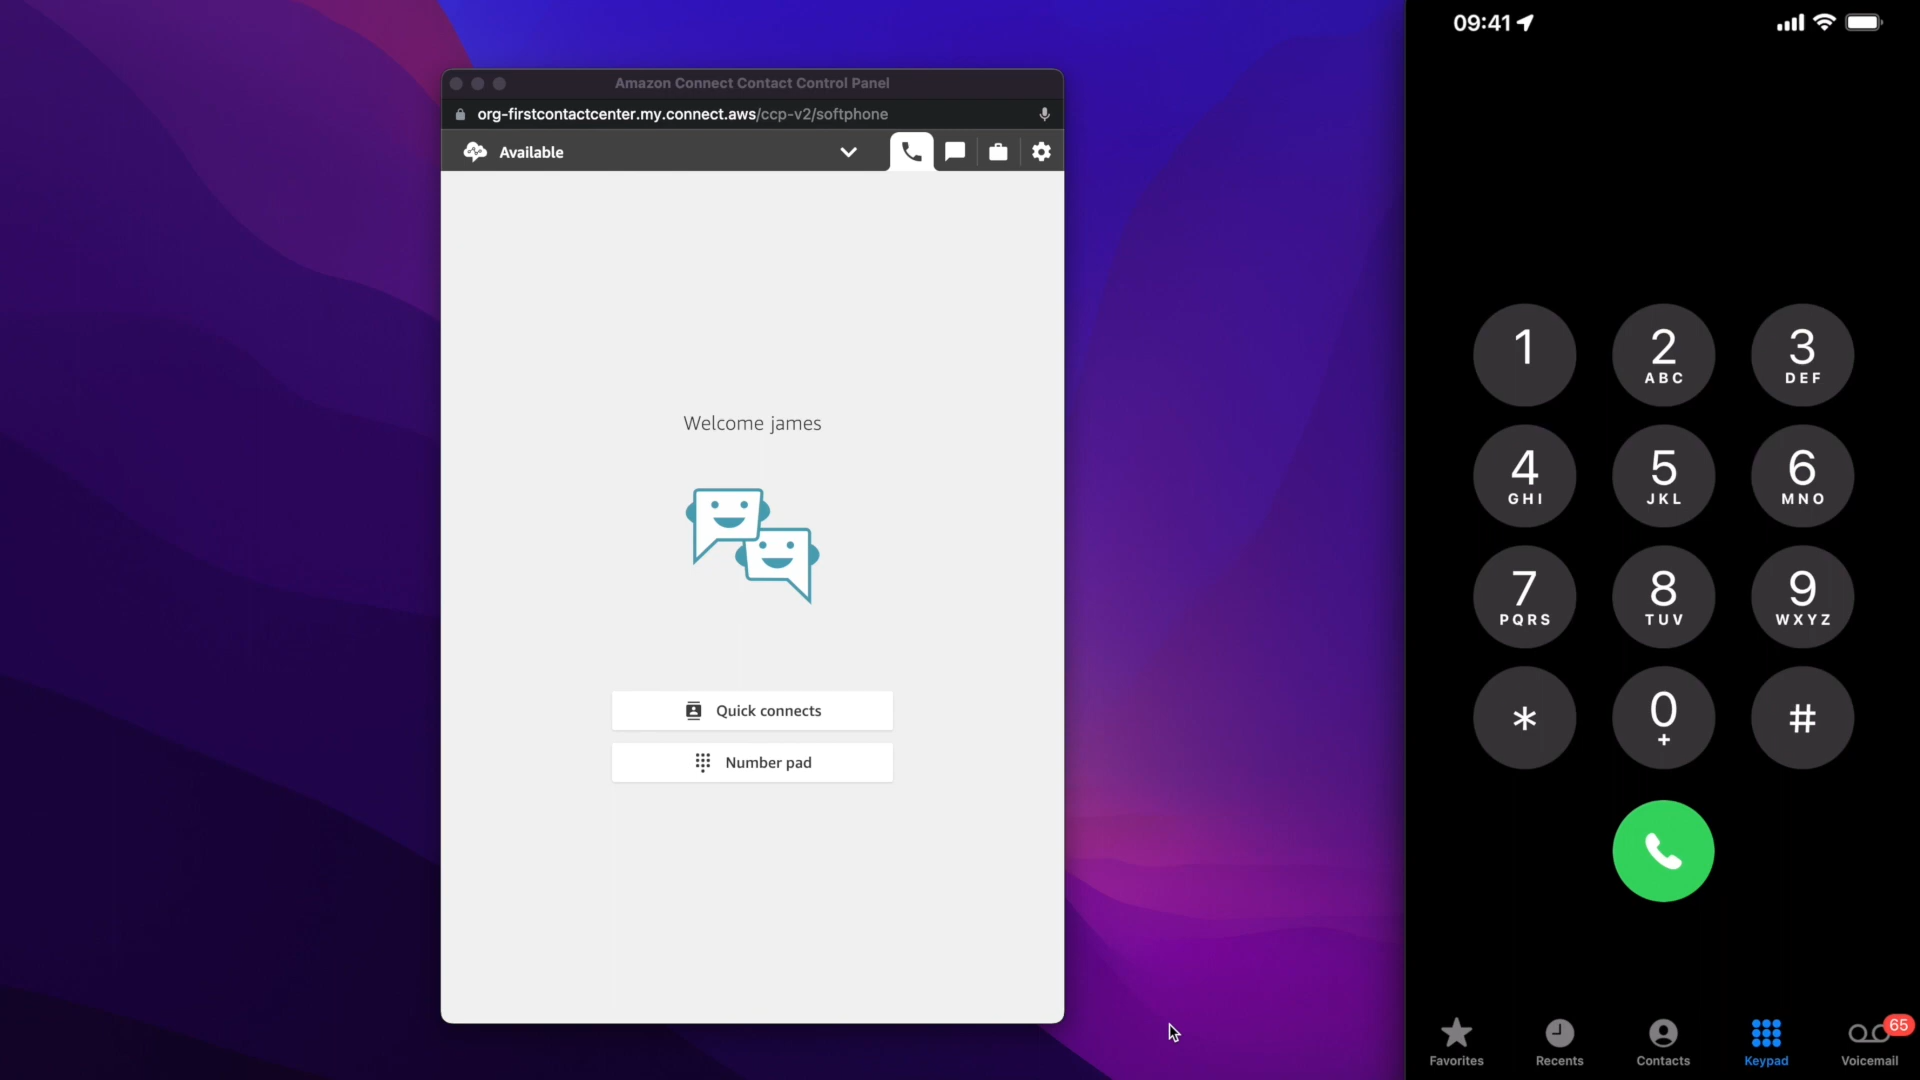 Amazon Connect Contact Control Panel
org-firstcontactcenter.my.connect.aws/ccp-v2/softphone
Available
Welcome james
Quick connects
Number pad
09:41
1 2 3
ABC DEF
4 5 6
GHI JKL MNO
7 8 9
PQRS TUV WXYZ
* 0 #
+
65
Favorites Recents Contacts Keypad Voicemail